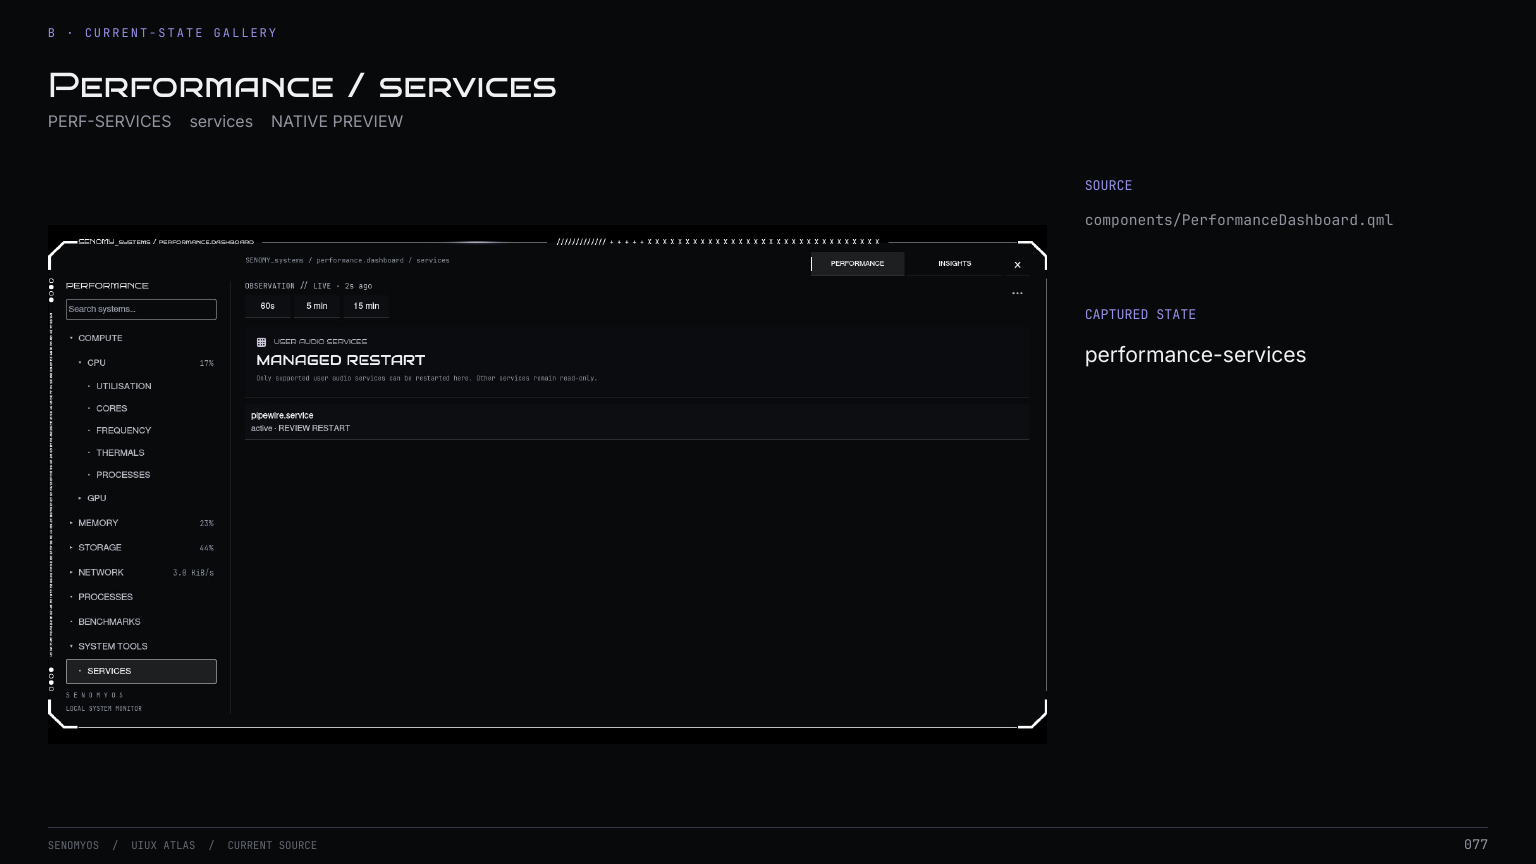 B · CURRENT-STATE GALLERY
Performance / services
PERF-SERVICES services NATIVE PREVIEW
SOURCE
components/PerformanceDashboard.qml
CAPTURED STATE
performance-services
SENOMY_systems / performance.dashboard
///////////// + + + + + X X X X X X X X X X X X X X X X X X X X X X X X X X X X X X
SENOMY_systems / performance.dashboard / services
PERFORMANCE
INSIGHTS
X
PERFORMANCE
Search systems...
COMPUTE
CPU 17%
UTILISATION
CORES
FREQUENCY
THERMALS
PROCESSES
GPU
MEMORY 23%
STORAGE 44%
NETWORK 3.0 KiB/s
PROCESSES
BENCHMARKS
SYSTEM TOOLS
SERVICES
SENOMYOS
LOCAL SYSTEM MONITOR
OBSERVATION // LIVE · 2s ago
...
60s 5 min 15 min
USER AUDIO SERVICES
MANAGED RESTART
Only supported user audio services can be restarted here. Other services remain read-only.
pipewire.service
active · REVIEW RESTART
SENOMYOS / UIUX ATLAS / CURRENT SOURCE
077